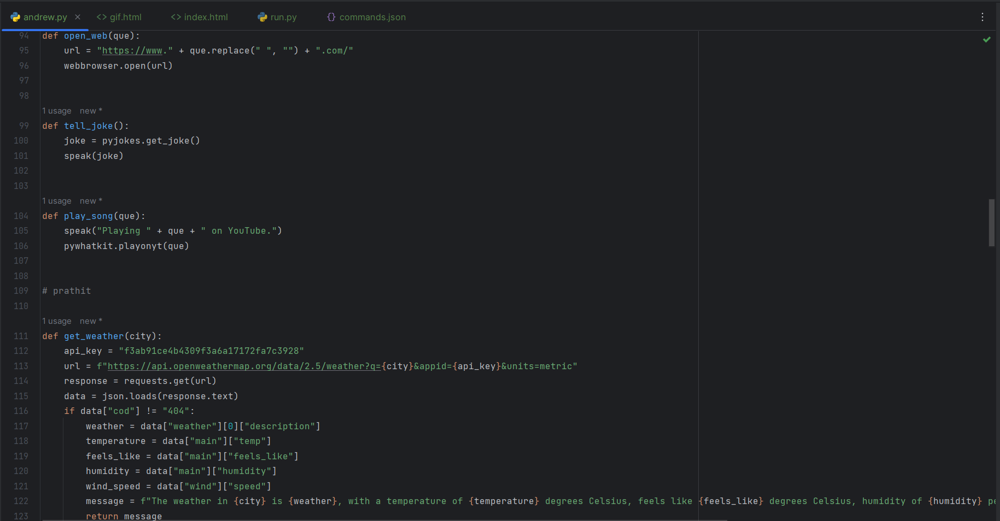 andrew.py × <> gif.html <> index.html run.py {} commands.json
94 def open_web(que):
95 url = "https://www." + que.replace(" ", "") + ".com/"
96 webbrowser.open(url)
97
98
1 usage new *
99 def tell_joke():
100 joke = pyjokes.get_joke()
101 speak(joke)
102
103
1 usage new *
104 def play_song(que):
105 speak("Playing " + que + " on YouTube.")
106 pywhatkit.playonyt(que)
107
108
109 # prathit
110
1 usage new *
111 def get_weather(city):
112 api_key = "f3ab91ce4b4309f3a6a17172fa7c3928"
113 url = f"https://api.openweathermap.org/data/2.5/weather?q={city}&appid={api_key}&units=metric"
114 response = requests.get(url)
115 data = json.loads(response.text)
116 if data["cod"] != "404":
117 weather = data["weather"][0]["description"]
118 temperature = data["main"]["temp"]
119 feels_like = data["main"]["feels_like"]
120 humidity = data["main"]["humidity"]
121 wind_speed = data["wind"]["speed"]
122 message = f"The weather in {city} is {weather}, with a temperature of {temperature} degrees Celsius, feels like {feels_like} degrees Celsius, humidity of {humidity} pe
123 return message